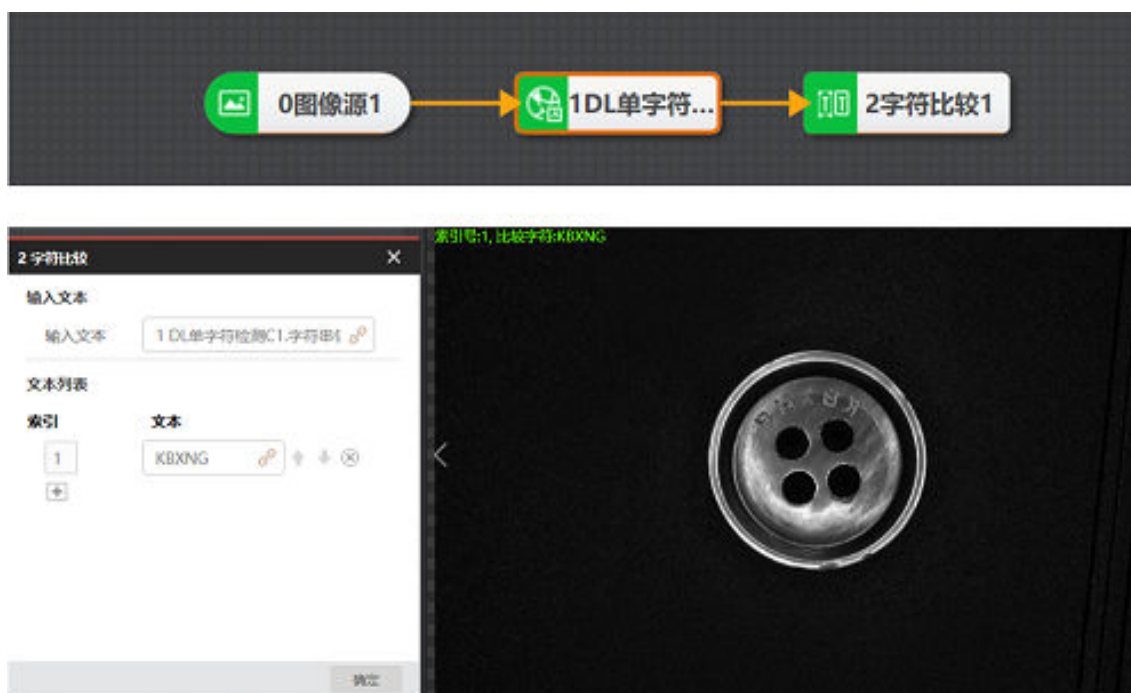 0图像源1
1DL单字符...
2字符比较1
2 字符比较
索引号:1, 比较字符:KBXNG
输入文本
输入文本 1 DL单字符检测C1.字符串
文本列表
索引 文本
1 KBXNG
确定